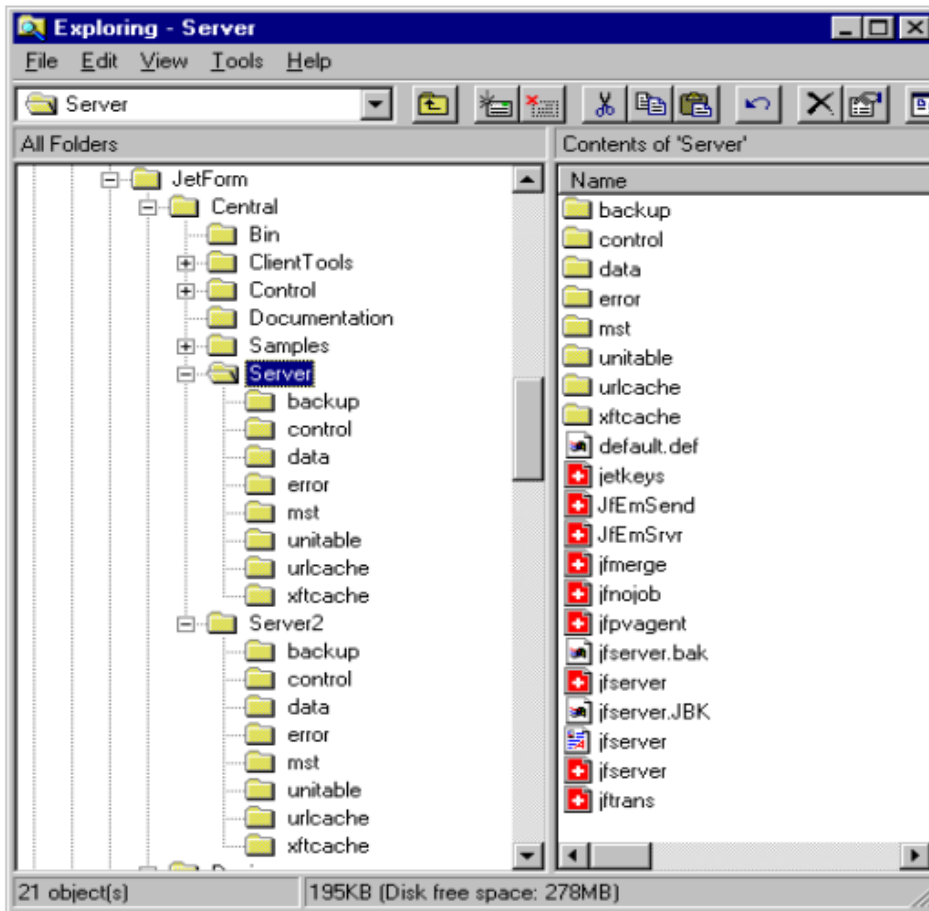 Exploring - Server
File Edit View Tools Help
Server
All Folders
Contents of 'Server'
JetForm
Central
Bin
ClientTools
Control
Documentation
Samples
Server
backup
control
data
error
mst
unitable
urlcache
xftcache
Server2
backup
control
data
error
mst
unitable
urlcache
xftcache
Name
backup
control
data
error
mst
unitable
urlcache
xftcache
default.def
jetkeys
JfEmSend
JfEmSrvr
jfmerge
jfnojob
jfpvagent
jfserver.bak
jfserver
jfserver.JBK
jfserver
jfserver
jftrans
21 object(s)
195KB (Disk free space: 278MB)